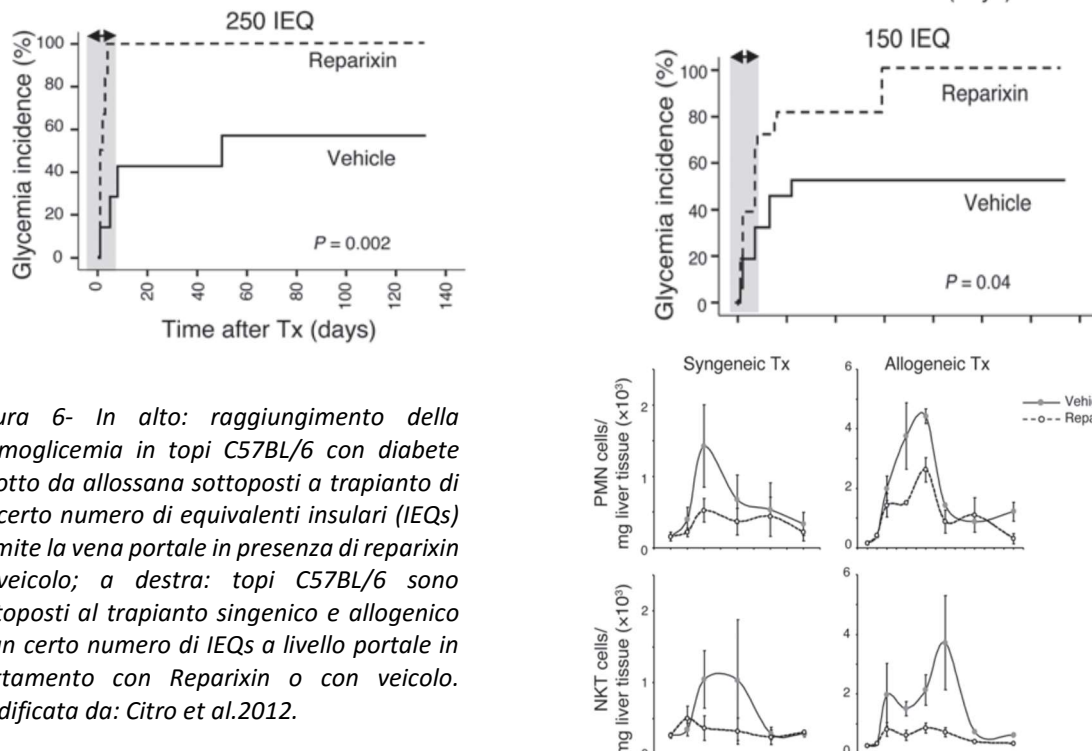 250 IEQ
Glycemia incidence (%)
100
80
60
40
20
0
Reparixin
Vehicle
P = 0.002
0 20 40 60 80 100 120 140
Time after Tx (days)
150 IEQ
Glycemia incidence (%)
100
80
60
40
20
0
Reparixin
Vehicle
P = 0.04
ura 6- In alto: raggiungimento della
moglicemia in topi C57BL/6 con diabete
otto da allossana sottoposti a trapianto di
certo numero di equivalenti insulari (IEQs)
mite la vena portale in presenza di reparixin
veicolo; a destra: topi C57BL/6 sono
toposti al trapianto singenico e allogenico
un certo numero di IEQs a livello portale in
ttamento con Reparixin o con veicolo.
dificata da: Citro et al.2012.
Syngeneic Tx
Allogeneic Tx
Vehi
Repa
PMN cells/
mg liver tissue (×10³)
2
1
0
6
4
2
0
NKT cells/
mg liver tissue (×10³)
2
1
0
6
4
2
0